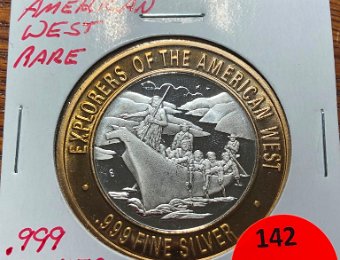 AMERICAN
WEST
RARE
EXPLORERS OF THE AMERICAN WEST
.999 FINE SILVER
.999
142